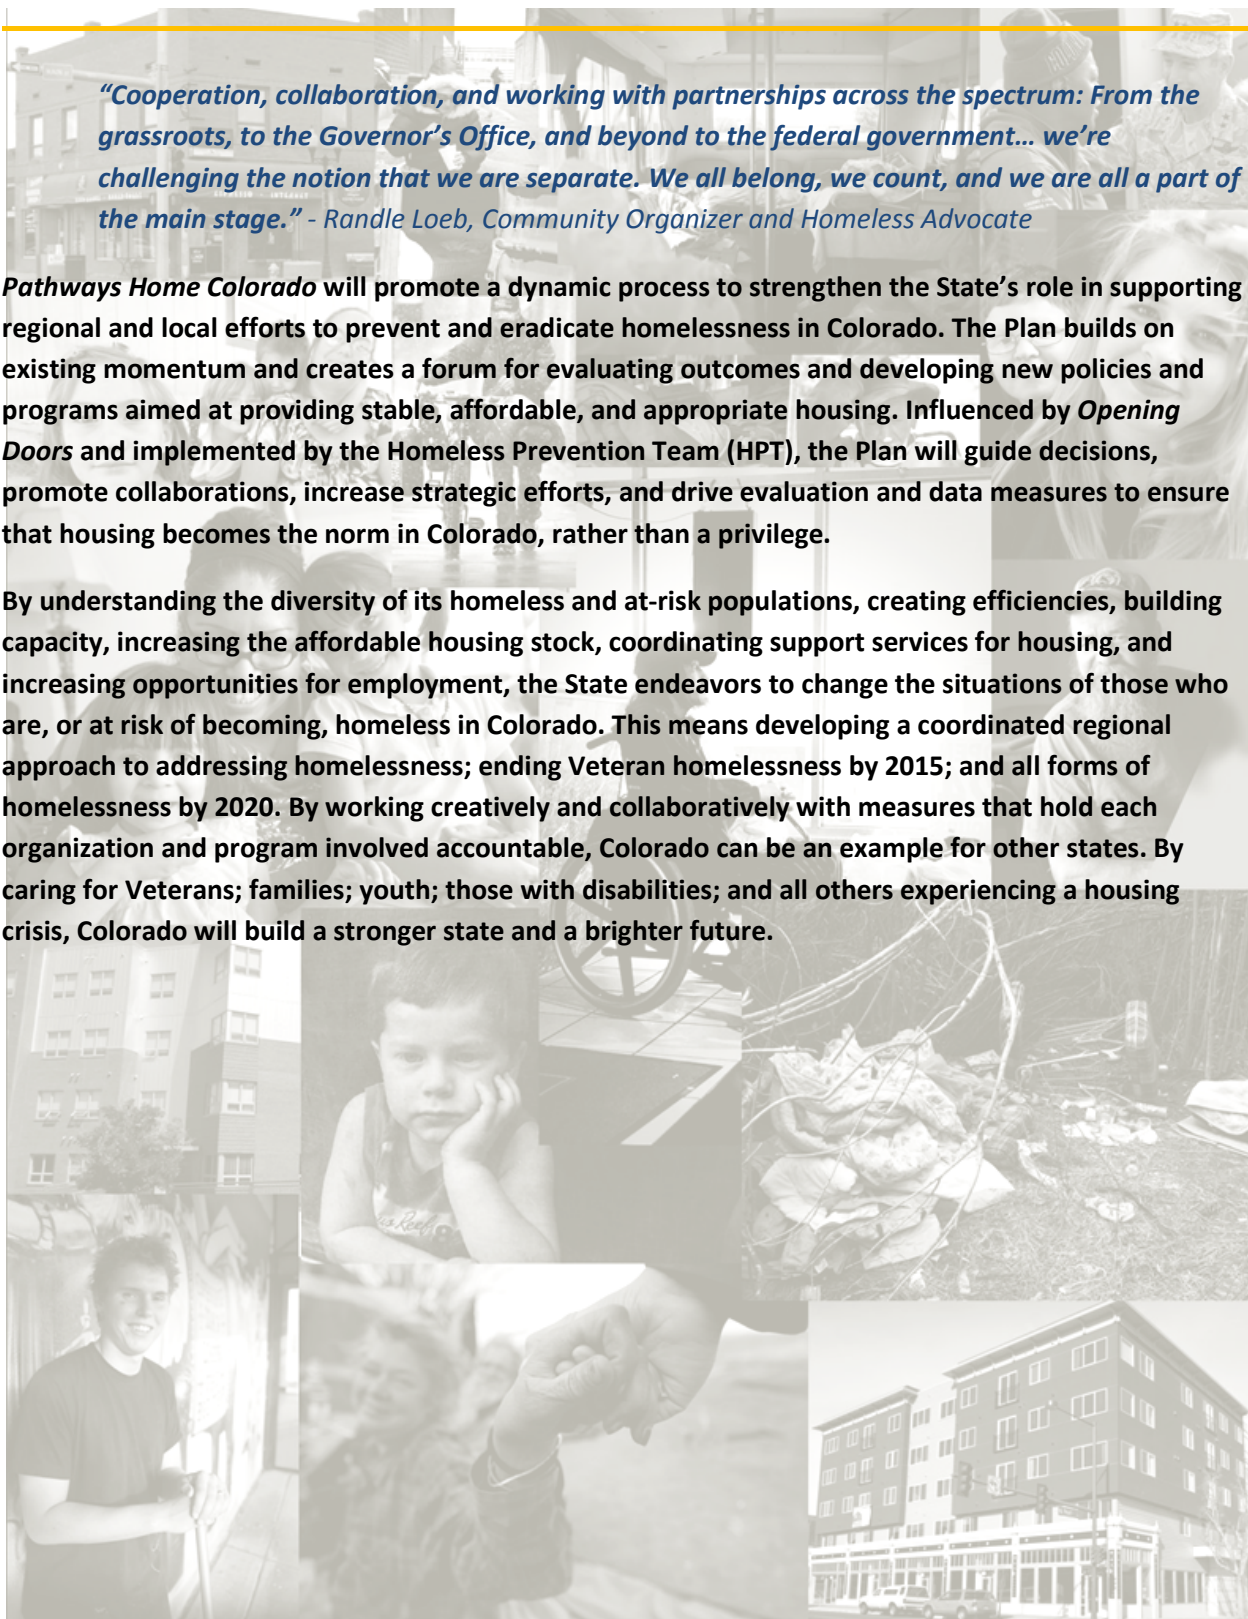 “Cooperation, collaboration, and working with partnerships across the spectrum: From the
grassroots, to the Governor’s Office, and beyond to the federal government… we’re
challenging the notion that we are separate. We all belong, we count, and we are all a part of
the main stage.” - Randle Loeb, Community Organizer and Homeless Advocate
Pathways Home Colorado will promote a dynamic process to strengthen the State’s role in supporting
regional and local efforts to prevent and eradicate homelessness in Colorado. The Plan builds on
existing momentum and creates a forum for evaluating outcomes and developing new policies and
programs aimed at providing stable, affordable, and appropriate housing. Influenced by Opening
Doors and implemented by the Homeless Prevention Team (HPT), the Plan will guide decisions,
promote collaborations, increase strategic efforts, and drive evaluation and data measures to ensure
that housing becomes the norm in Colorado, rather than a privilege.
By understanding the diversity of its homeless and at-risk populations, creating efficiencies, building
capacity, increasing the affordable housing stock, coordinating support services for housing, and
increasing opportunities for employment, the State endeavors to change the situations of those who
are, or at risk of becoming, homeless in Colorado. This means developing a coordinated regional
approach to addressing homelessness; ending Veteran homelessness by 2015; and all forms of
homelessness by 2020. By working creatively and collaboratively with measures that hold each
organization and program involved accountable, Colorado can be an example for other states. By
caring for Veterans; families; youth; those with disabilities; and all others experiencing a housing
crisis, Colorado will build a stronger state and a brighter future.